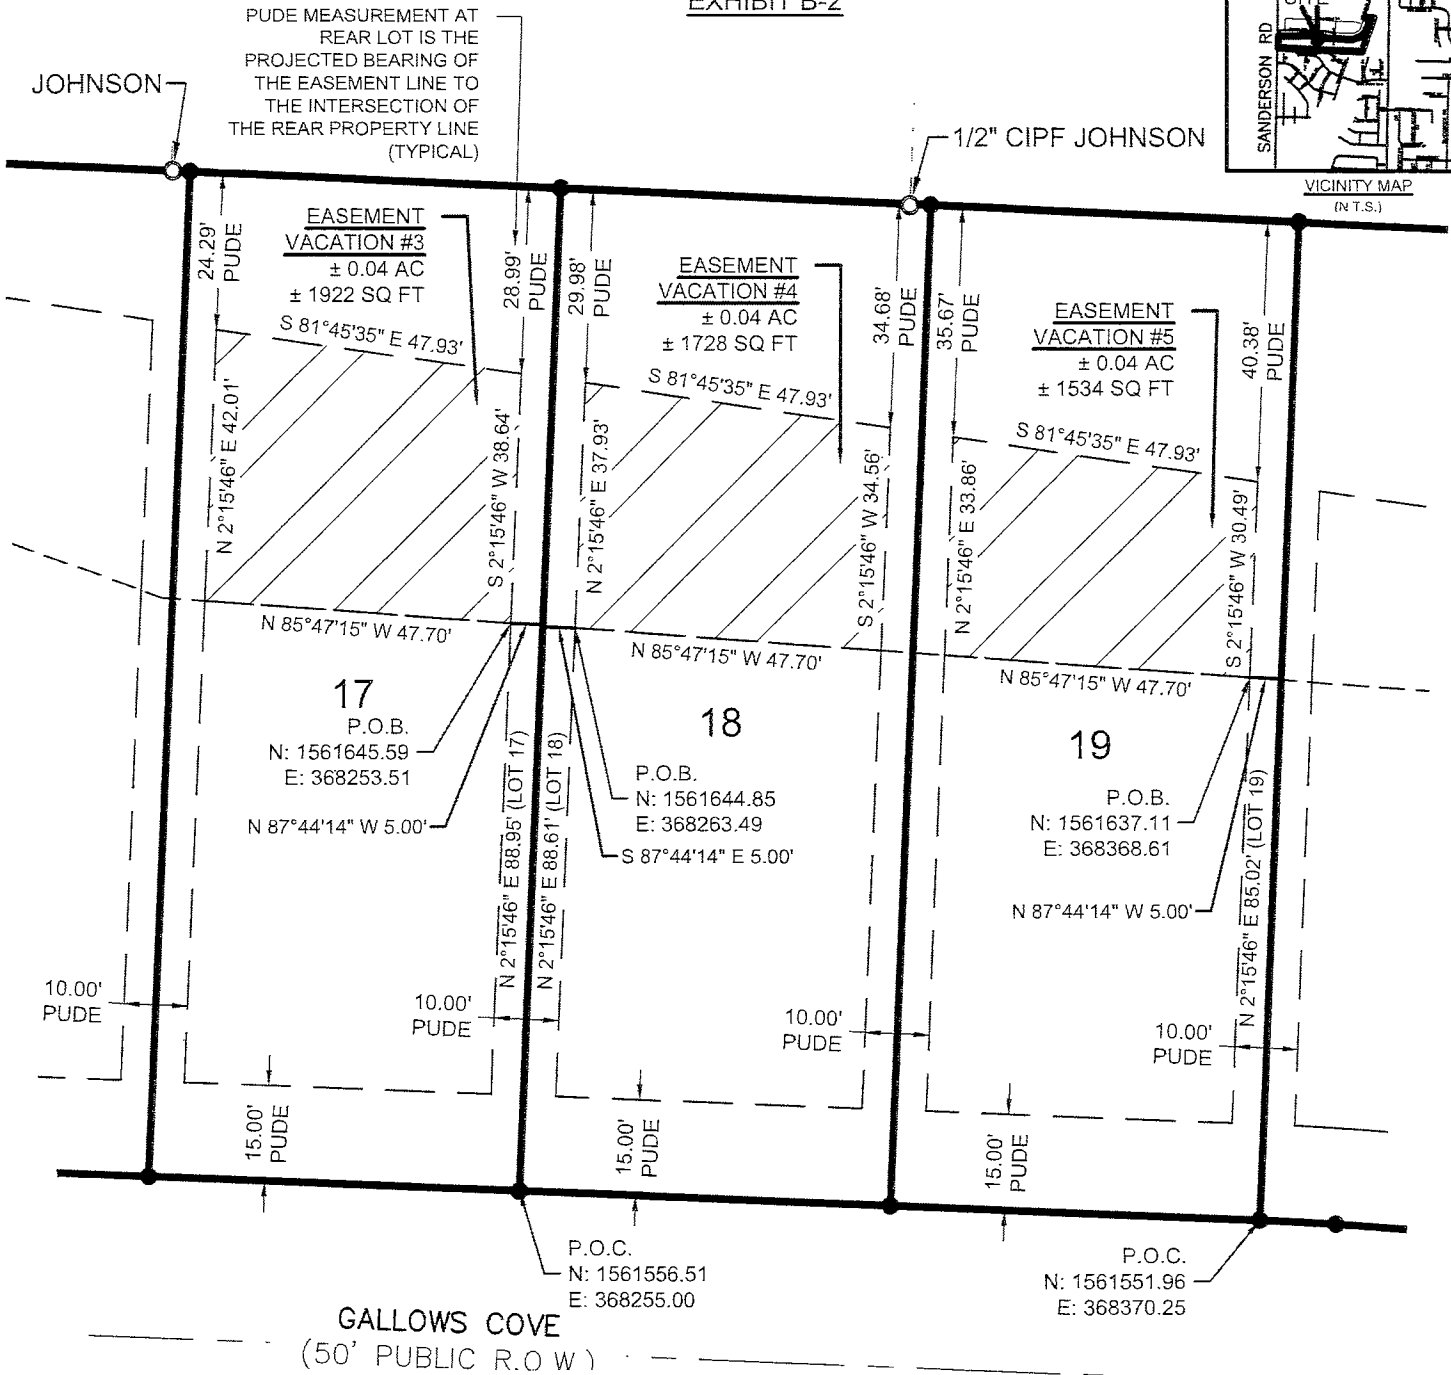 EXHIBIT B-2
PUDE MEASUREMENT AT
REAR LOT IS THE
PROJECTED BEARING OF
THE EASEMENT LINE TO
THE INTERSECTION OF
THE REAR PROPERTY LINE
(TYPICAL)
JOHNSON
1/2" CIPF JOHNSON
SANDERSON RD
VICINITY MAP
(N T.S.)
24.29'
PUDE
EASEMENT
VACATION #3
± 0.04 AC
± 1922 SQ FT
28.99'
PUDE
29.98'
PUDE
EASEMENT
VACATION #4
± 0.04 AC
± 1728 SQ FT
34.68'
PUDE
35.67'
PUDE
EASEMENT
VACATION #5
± 0.04 AC
± 1534 SQ FT
40.38'
PUDE
S 81°45'35" E 47.93'
S 81°45'35" E 47.93'
S 81°45'35" E 47.93'
N 2°15'46" E 42.01'
S 2°15'46" W 38.64'
N 2°15'46" E 37.93'
S 2°15'46" W 34.56'
N 2°15'46" E 33.86'
S 2°15'46" W 30.49'
N 85°47'15" W 47.70'
N 85°47'15" W 47.70'
N 85°47'15" W 47.70'
17
P.O.B.
N: 1561645.59
E: 368253.51
N 87°44'14" W 5.00'
N 2°15'46" E 88.95' (LOT 17)
N 2°15'46" E 88.61' (LOT 18)
18
P.O.B.
N: 1561644.85
E: 368263.49
S 87°44'14" E 5.00'
19
P.O.B.
N: 1561637.11
E: 368368.61
N 87°44'14" W 5.00'
N 2°15'46" E 85.02' (LOT 19)
10.00'
PUDE
10.00'
PUDE
10.00'
PUDE
10.00'
PUDE
15.00'
PUDE
15.00'
PUDE
15.00'
PUDE
P.O.C.
N: 1561556.51
E: 368255.00
P.O.C.
N: 1561551.96
E: 368370.25
GALLOWS COVE
(50' PUBLIC R.O W)